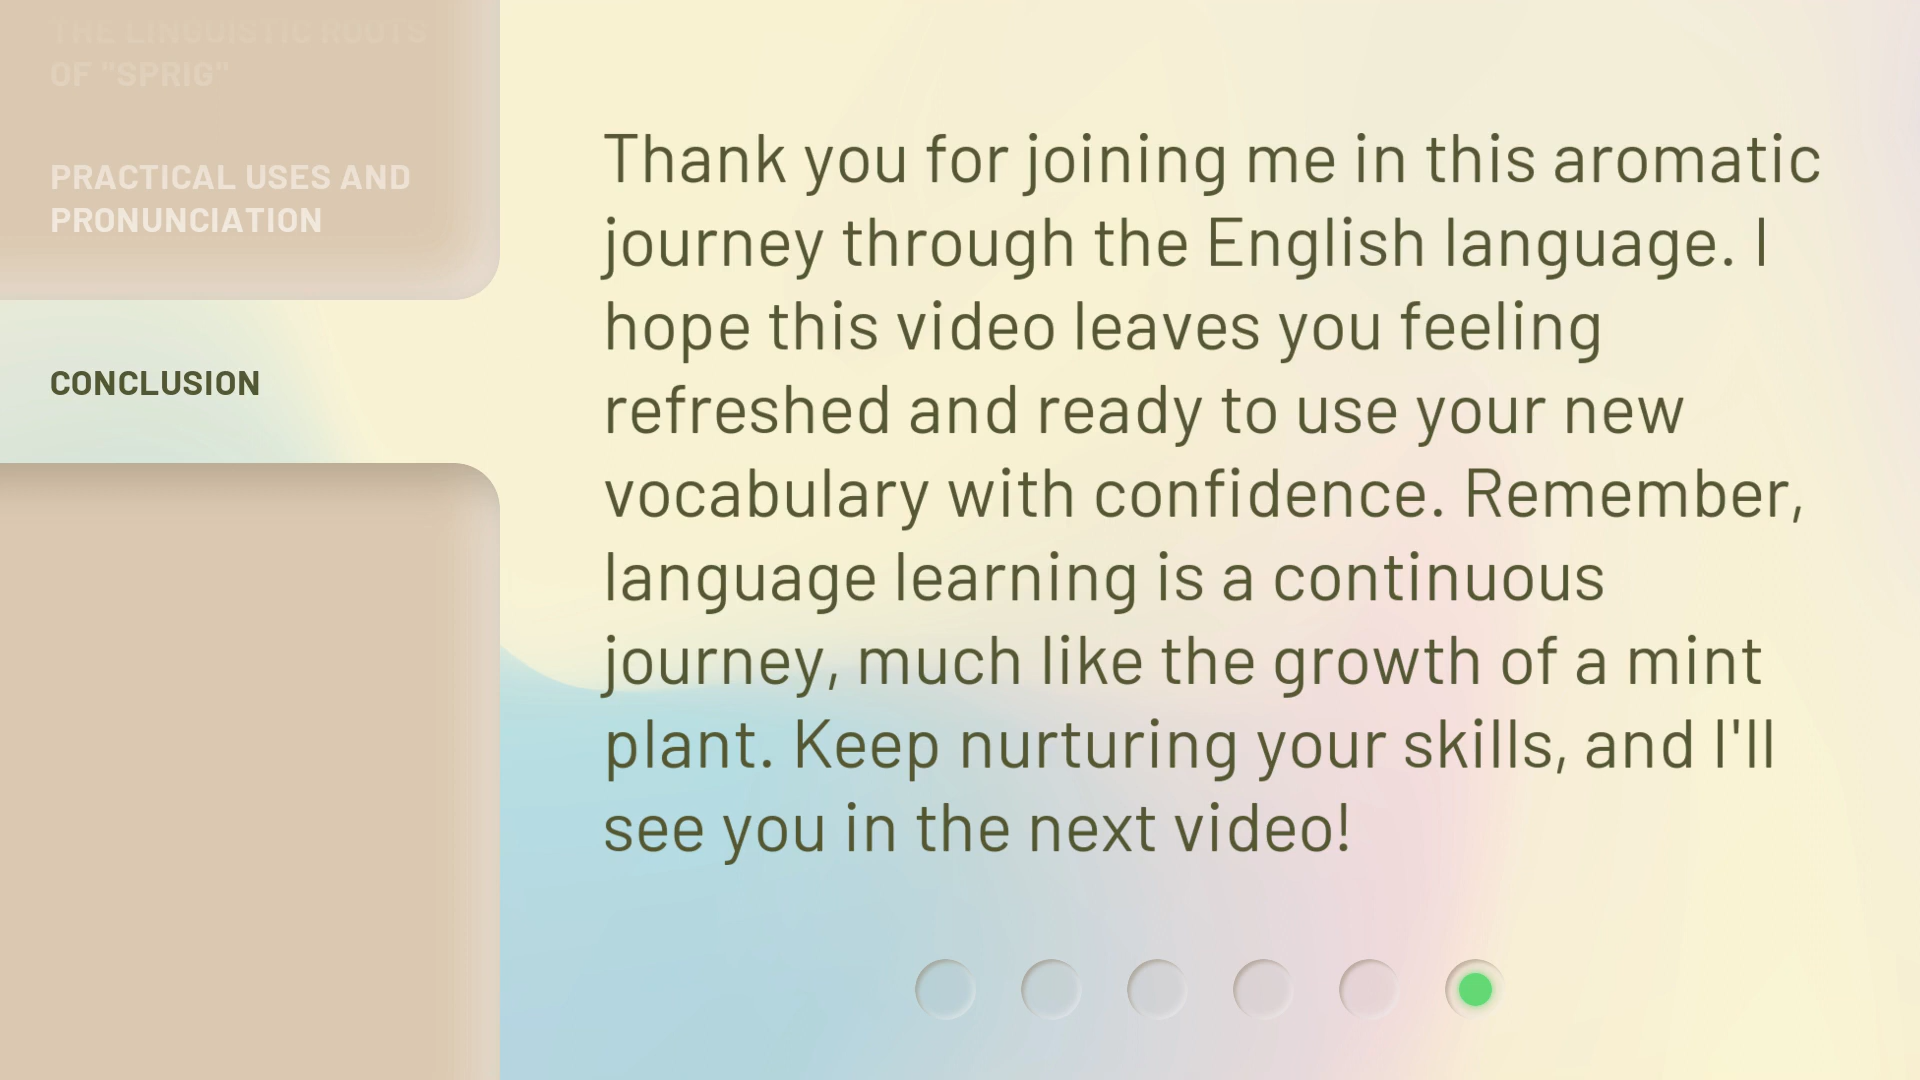 THE LINGUISTIC ROOTS
OF "SPRIG"
PRACTICAL USES AND
PRONUNCIATION
CONCLUSION
Thank you for joining me in this aromatic
journey through the English language. I
hope this video leaves you feeling
refreshed and ready to use your new
vocabulary with confidence. Remember,
language learning is a continuous
journey, much like the growth of a mint
plant. Keep nurturing your skills, and I'll
see you in the next video!